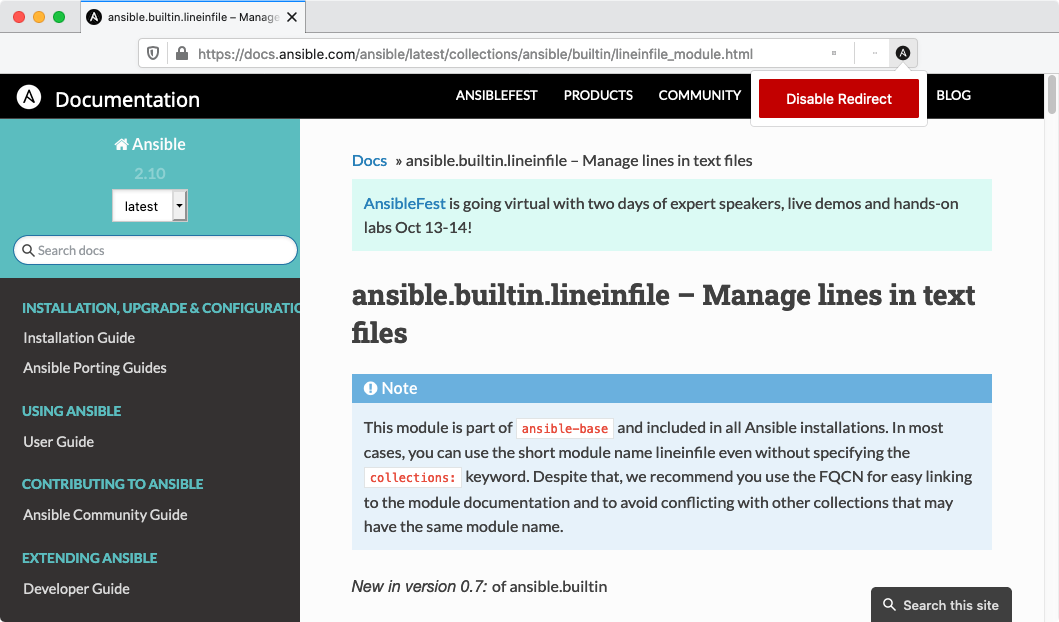 ansible.builtin.lineinfile – Manage
https://docs.ansible.com/ansible/latest/collections/ansible/builtin/lineinfile_module.html
Documentation
ANSIBLEFEST PRODUCTS COMMUNITY
Disable Redirect
BLOG
Ansible
2.10
latest
Search docs
INSTALLATION, UPGRADE & CONFIGURATIO
Installation Guide
Ansible Porting Guides
USING ANSIBLE
User Guide
CONTRIBUTING TO ANSIBLE
Ansible Community Guide
EXTENDING ANSIBLE
Developer Guide
Docs » ansible.builtin.lineinfile – Manage lines in text files
AnsibleFest is going virtual with two days of expert speakers, live demos and hands-on
labs Oct 13-14!
ansible.builtin.lineinfile – Manage lines in text
files
Note
This module is part of ansible-base and included in all Ansible installations. In most
cases, you can use the short module name lineinfile even without specifying the
collections: keyword. Despite that, we recommend you use the FQCN for easy linking
to the module documentation and to avoid conflicting with other collections that may
have the same module name.
New in version 0.7: of ansible.builtin
Search this site